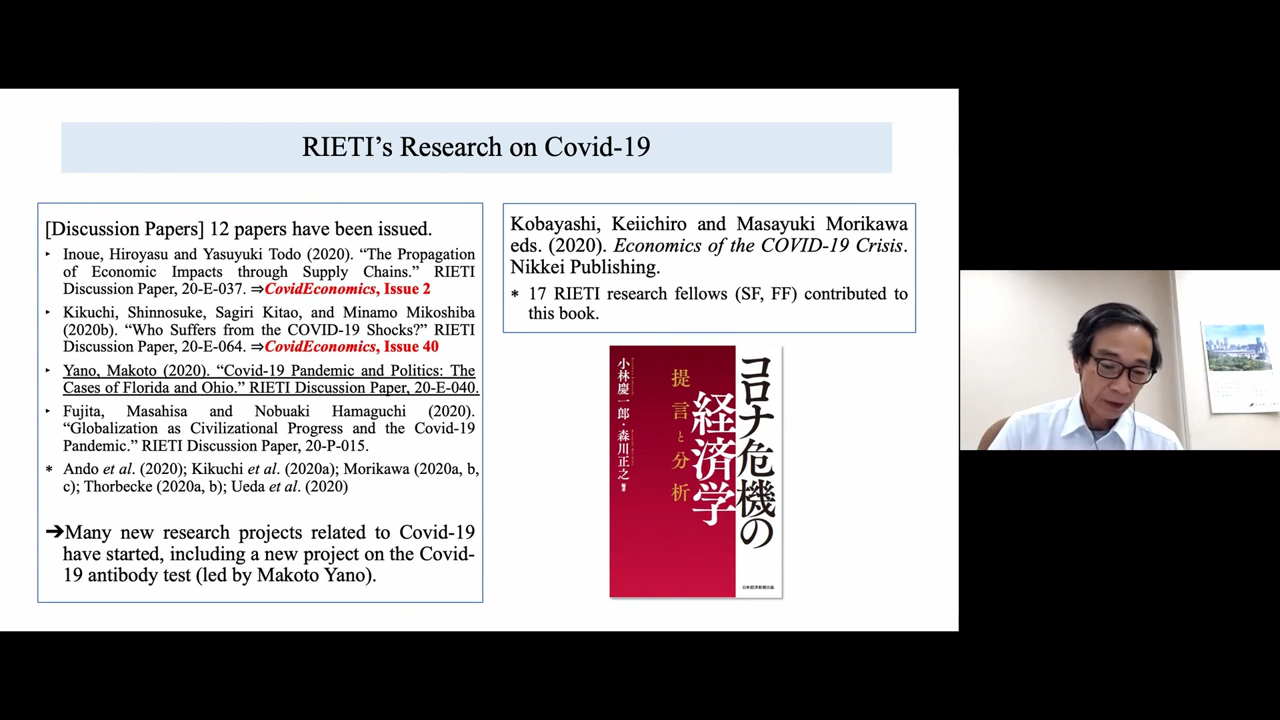 RIETI’s Research on Covid-19
[Discussion Papers] 12 papers have been issued.
‣ Inoue, Hiroyasu and Yasuyuki Todo (2020). “The Propagation
of Economic Impacts through Supply Chains.” RIETI
Discussion Paper, 20-E-037. ⇒CovidEconomics, Issue 2
‣ Kikuchi, Shinnosuke, Sagiri Kitao, and Minamo Mikoshiba
(2020b). “Who Suffers from the COVID-19 Shocks?” RIETI
Discussion Paper, 20-E-064. ⇒CovidEconomics, Issue 40
‣ Yano, Makoto (2020). “Covid-19 Pandemic and Politics: The
Cases of Florida and Ohio.” RIETI Discussion Paper, 20-E-040.
‣ Fujita, Masahisa and Nobuaki Hamaguchi (2020).
“Globalization as Civilizational Progress and the Covid-19
Pandemic.” RIETI Discussion Paper, 20-P-015.
* Ando et al. (2020); Kikuchi et al. (2020a); Morikawa (2020a, b,
c); Thorbecke (2020a, b); Ueda et al. (2020)
➔Many new research projects related to Covid-19
have started, including a new project on the Covid-
19 antibody test (led by Makoto Yano).
Kobayashi, Keiichiro and Masayuki Morikawa
eds. (2020). Economics of the COVID-19 Crisis.
Nikkei Publishing.
* 17 RIETI research fellows (SF, FF) contributed to
this book.
コロナ危機の
経済学
提言と分析
小林慶一郎・森川正之 編著
日本経済新聞出版